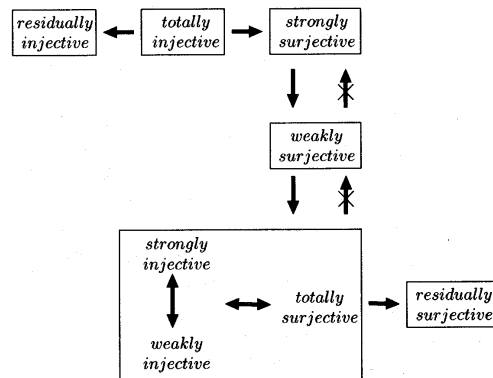 residually
injective
totally
injective
strongly
surjective
weakly
surjective
strongly
injective
weakly
injective
totally
surjective
residually
surjective